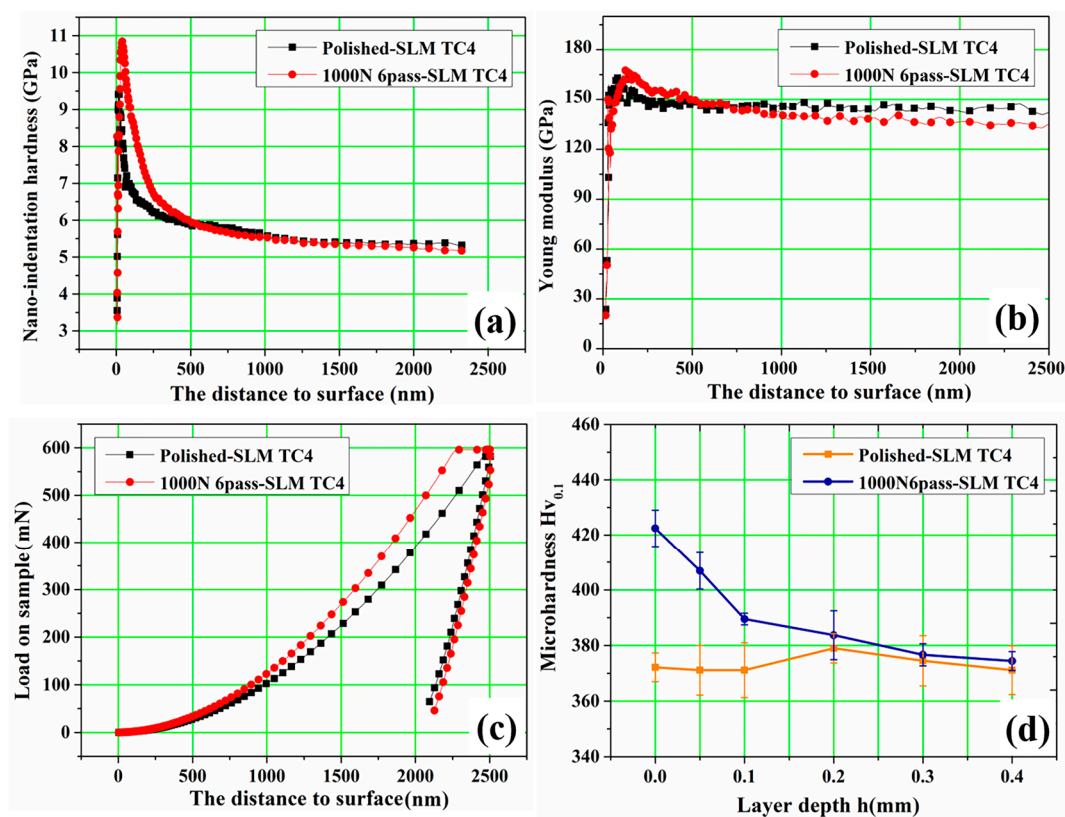 Nano-indentation hardness (GPa)
11
10
9
8
7
6
5
4
3
Polished-SLM TC4
1000N 6pass-SLM TC4
(a)
0 500 1000 1500 2000 2500
The distance to surface (nm)
Young modulus (GPa)
180
150
120
90
60
30
0
Polished-SLM TC4
1000N 6pass-SLM TC4
(b)
0 500 1000 1500 2000 2500
The distance to surface (nm)
Load on sample(mN)
600
500
400
300
200
100
0
Polished-SLM TC4
1000N 6pass-SLM TC4
(c)
0 500 1000 1500 2000 2500
The distance to surface(nm)
Microhardness Hv0.1
460
440
420
400
380
360
340
Polished-SLM TC4
1000N6pass-SLM TC4
(d)
0.0 0.1 0.2 0.3 0.4
Layer depth h(mm)